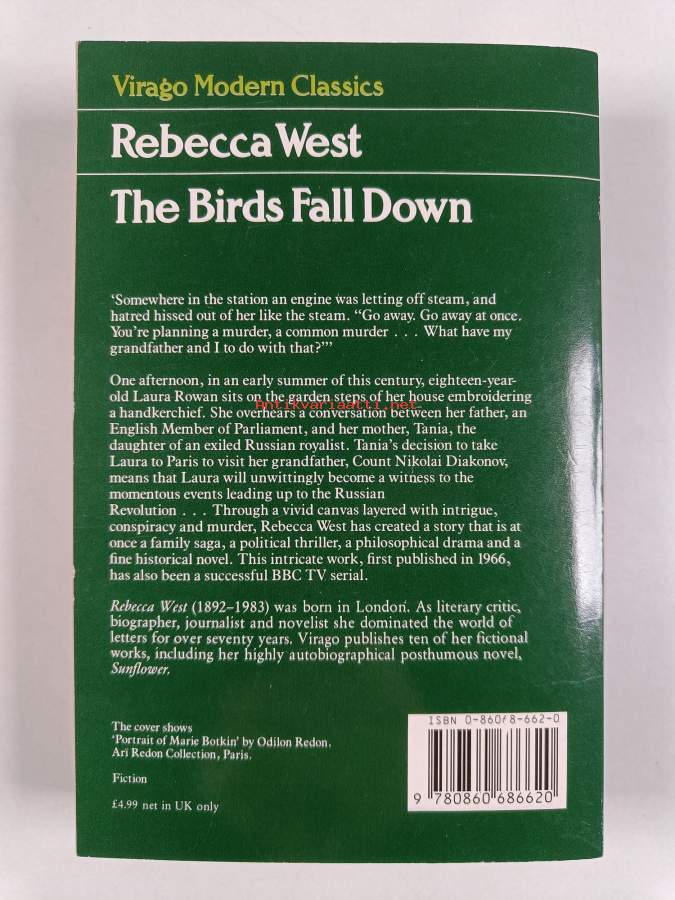 Virago Modern Classics
Rebecca West
The Birds Fall Down
'Somewhere in the station an engine was letting off steam, and
hatred hissed out of her like the steam. "Go away. Go away at once.
You're planning a murder, a common murder . . . What have my
grandfather and I to do with that?"'
One afternoon, in an early summer of this century, eighteen-year-
old Laura Rowan sits on the garden steps of her house embroidering
a handkerchief. She overhears a conversation between her father, an
English Member of Parliament, and her mother, Tania, the
daughter of an exiled Russian royalist. Tania's decision to take
Laura to Paris to visit her grandfather, Count Nikolai Diakonov,
means that Laura will unwittingly become a witness to the
momentous events leading up to the Russian
Revolution . . . Through a vivid canvas layered with intrigue,
conspiracy and murder, Rebecca West has created a story that is at
once a family saga, a political thriller, a philosophical drama and a
fine historical novel. This intricate work, first published in 1966,
has also been a successful BBC TV serial.
Rebecca West (1892–1983) was born in London. As literary critic,
biographer, journalist and novelist she dominated the world of
letters for over seventy years. Virago publishes ten of her fictional
works, including her highly autobiographical posthumous novel,
Sunflower.
The cover shows
'Portrait of Marie Botkin' by Odilon Redon.
Ari Redon Collection, Paris.
Fiction
£4.99 net in UK only
ISBN 0-86068-662-0
9 780860 686620
Antikvariaatti.net